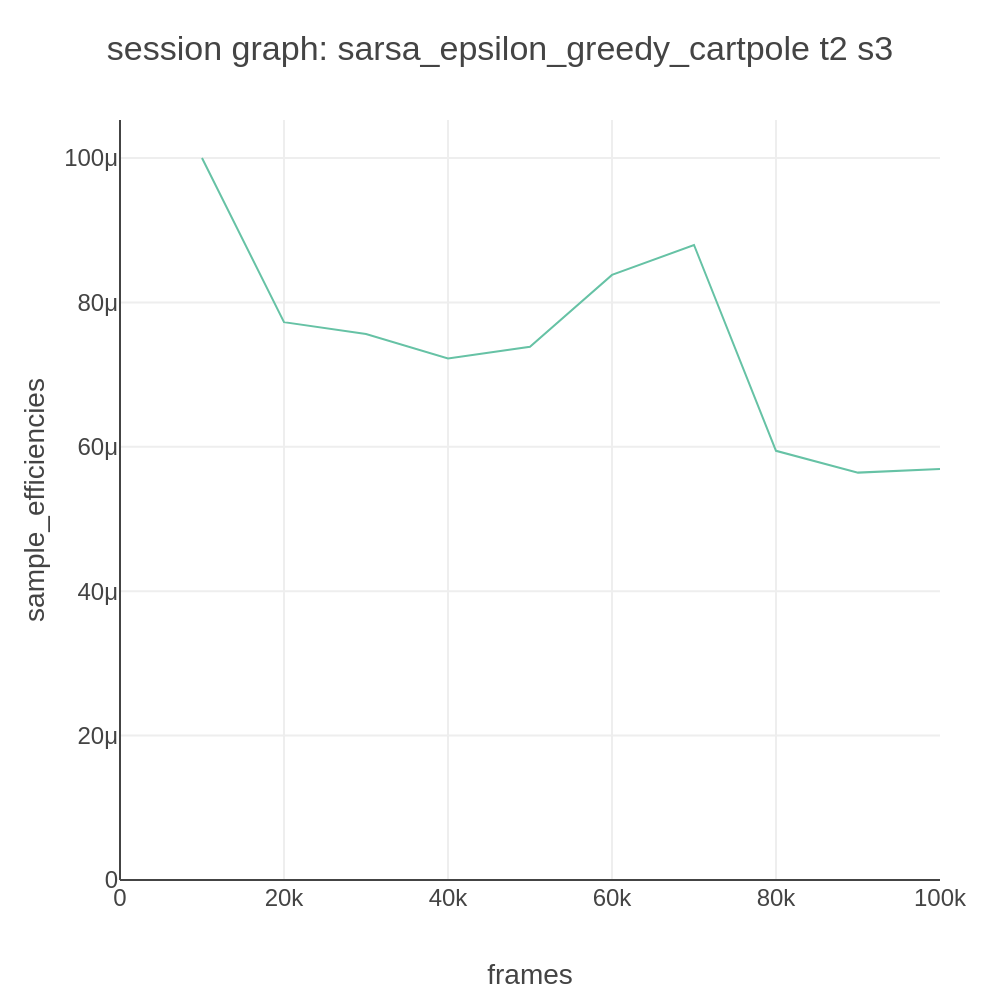 session graph: sarsa_epsilon_greedy_cartpole t2 s3
100μ
80μ
60μ
40μ
20μ
0
sample_efficiencies
0
20k
40k
60k
80k
100k
frames